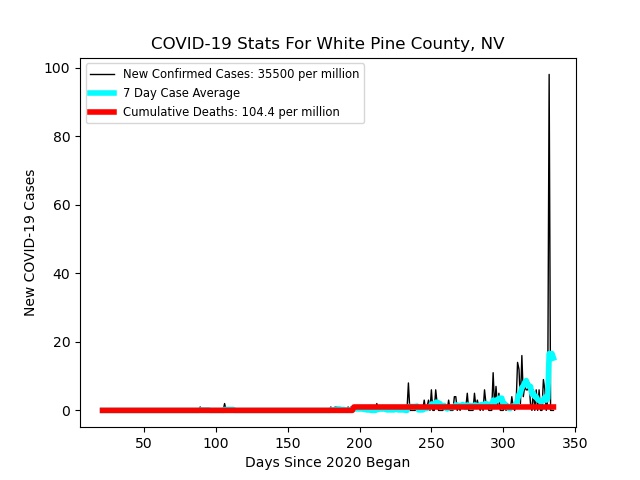 COVID-19 Stats For White Pine County, NV
New Confirmed Cases: 35500 per million
7 Day Case Average
Cumulative Deaths: 104.4 per million
New COVID-19 Cases
100
80
60
40
20
0
50 100 150 200 250 300 350
Days Since 2020 Began